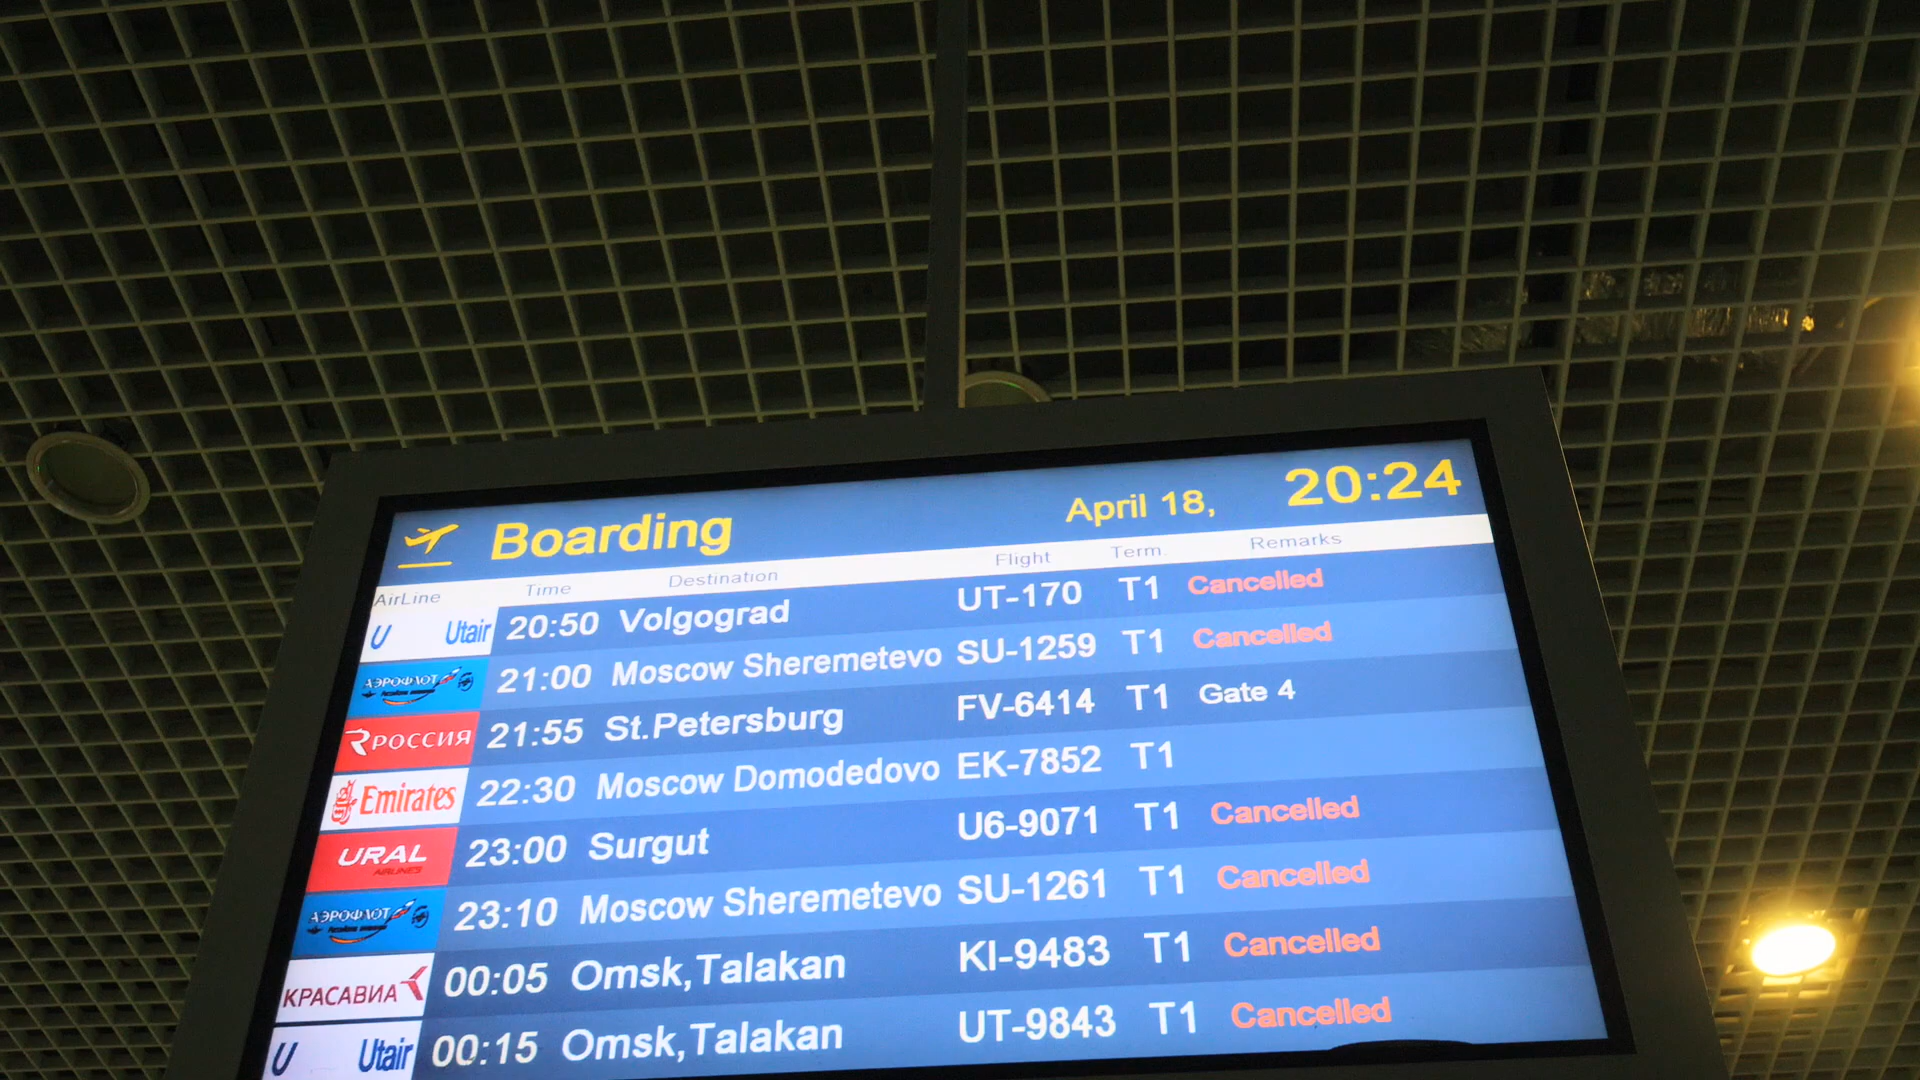 Boarding April 18, 20:24
AirLine Time Destination Flight Term. Remarks
U Utair 20:50 Volgograd UT-170 T1 Cancelled
АЭРОФЛОТ 21:00 Moscow Sheremetevo SU-1259 T1 Cancelled
РОССИЯ 21:55 St.Petersburg FV-6414 T1 Gate 4
Emirates 22:30 Moscow Domodedovo EK-7852 T1
URAL AIRLINES 23:00 Surgut U6-9071 T1 Cancelled
АЭРОФЛОТ 23:10 Moscow Sheremetevo SU-1261 T1 Cancelled
КРАСАВИА 00:05 Omsk,Talakan KI-9483 T1 Cancelled
U Utair 00:15 Omsk,Talakan UT-9843 T1 Cancelled